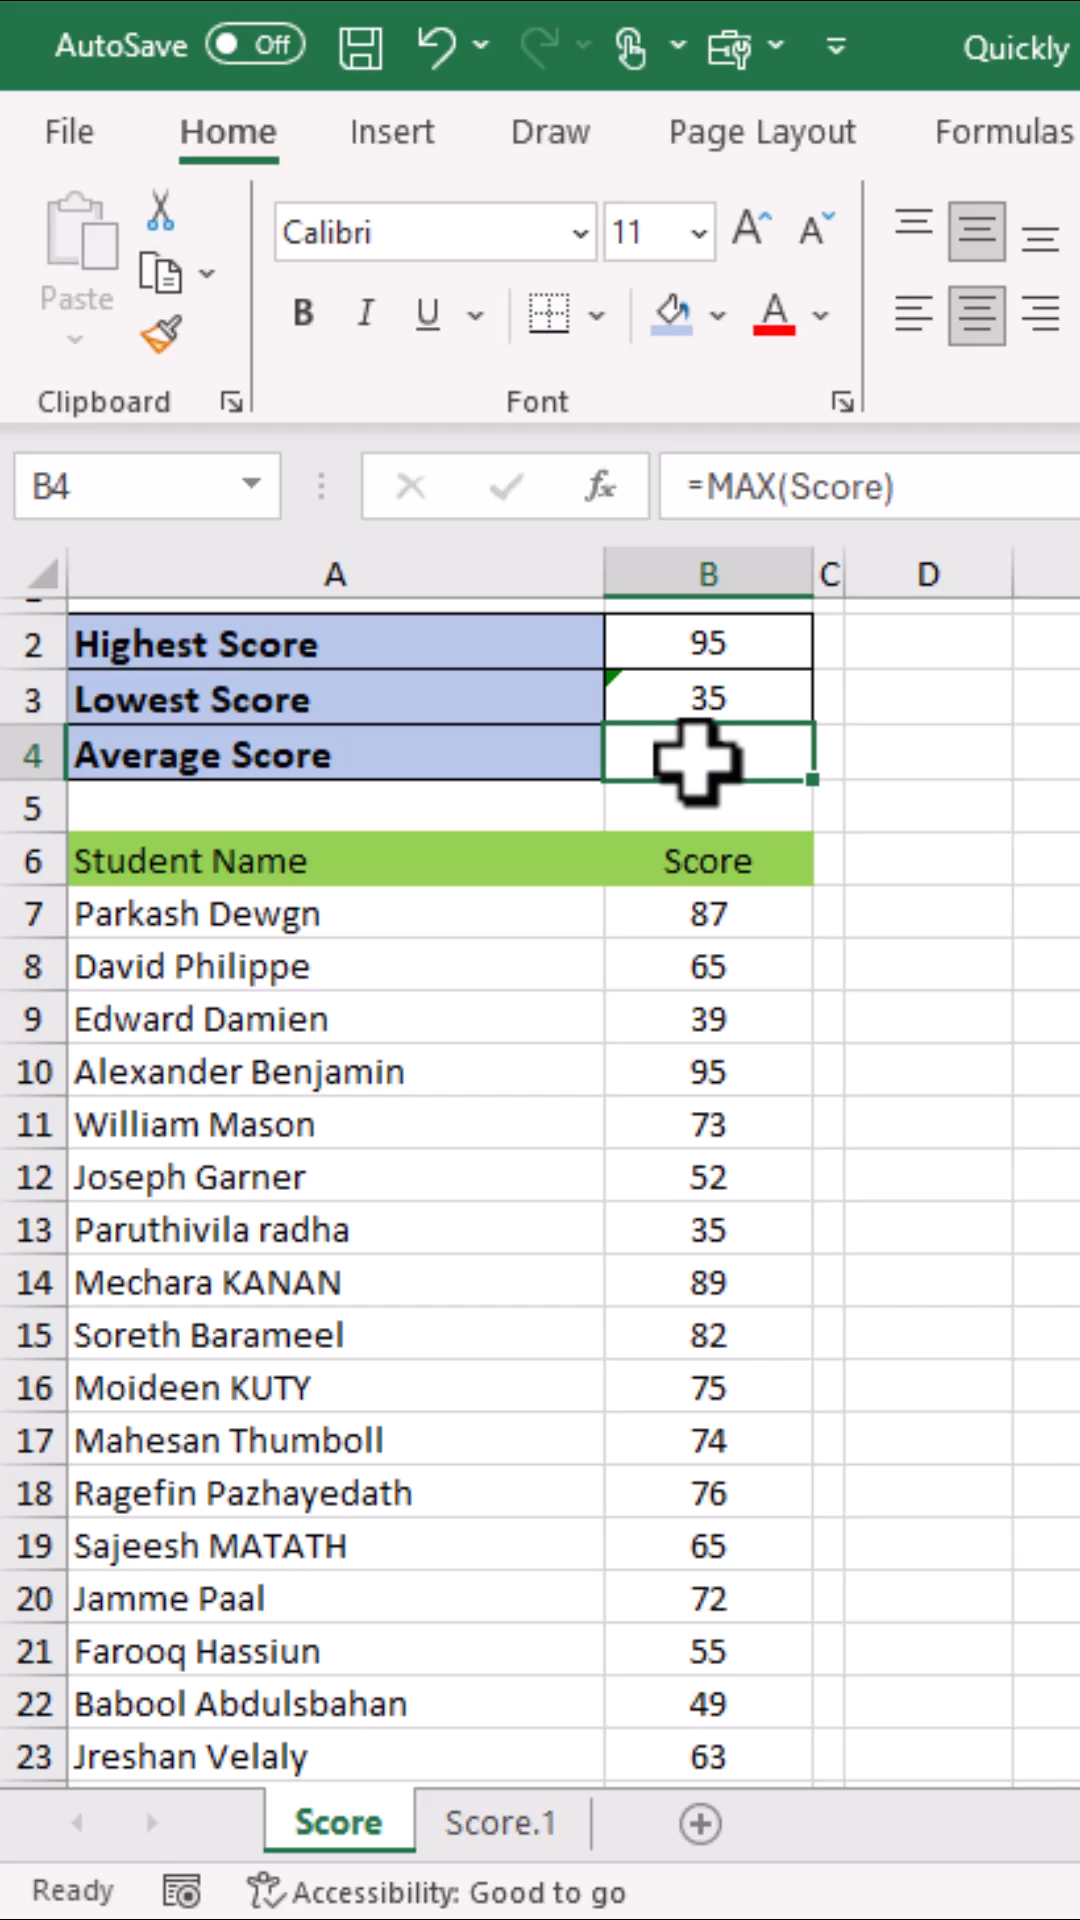 AutoSave Off Quickly
File Home Insert Draw Page Layout Formulas
Calibri 11 A A
Paste B I U A
Clipboard Font
B4 fx =MAX(Score)
A B C D
2 Highest Score 95
3 Lowest Score 35
4 Average Score
5
6 Student Name Score
7 Parkash Dewgn 87
8 David Philippe 65
9 Edward Damien 39
10 Alexander Benjamin 95
11 William Mason 73
12 Joseph Garner 52
13 Paruthivila radha 35
14 Mechara KANAN 89
15 Soreth Barameel 82
16 Moideen KUTY 75
17 Mahesan Thumboll 74
18 Ragefin Pazhayedath 76
19 Sajeesh MATATH 65
20 Jamme Paal 72
21 Farooq Hassiun 55
22 Babool Abdulsbahan 49
23 Jreshan Velaly 63
Score Score.1
Ready Accessibility: Good to go